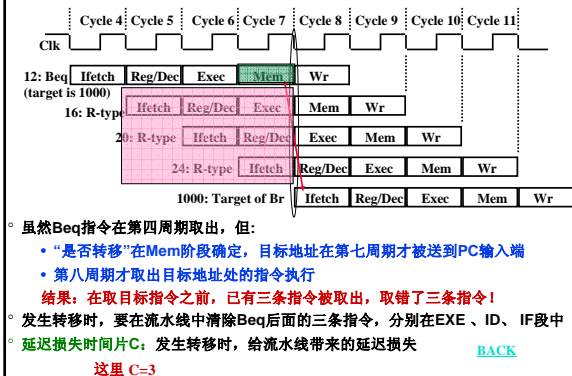 Cycle 4 Cycle 5 Cycle 6 Cycle 7 Cycle 8 Cycle 9 Cycle 10 Cycle 11
Clk
12: Beq Ifetch Reg/Dec Exec Mem Wr
(target is 1000)
16: R-type Ifetch Reg/Dec Exec Mem Wr
20: R-type Ifetch Reg/Dec Exec Mem Wr
24: R-type Ifetch Reg/Dec Exec Mem Wr
1000: Target of Br Ifetch Reg/Dec Exec Mem Wr
° 虽然Beq指令在第四周期取出，但:
• “是否转移”在Mem阶段确定，目标地址在第七周期才被送到PC输入端
• 第八周期才取出目标地址处的指令执行
结果：在取目标指令之前，已有三条指令被取出，取错了三条指令！
° 发生转移时，要在流水线中清除Beq后面的三条指令，分别在EXE 、ID、 IF段中
° 延迟损失时间片C：发生转移时，给流水线带来的延迟损失
BACK
这里 C=3